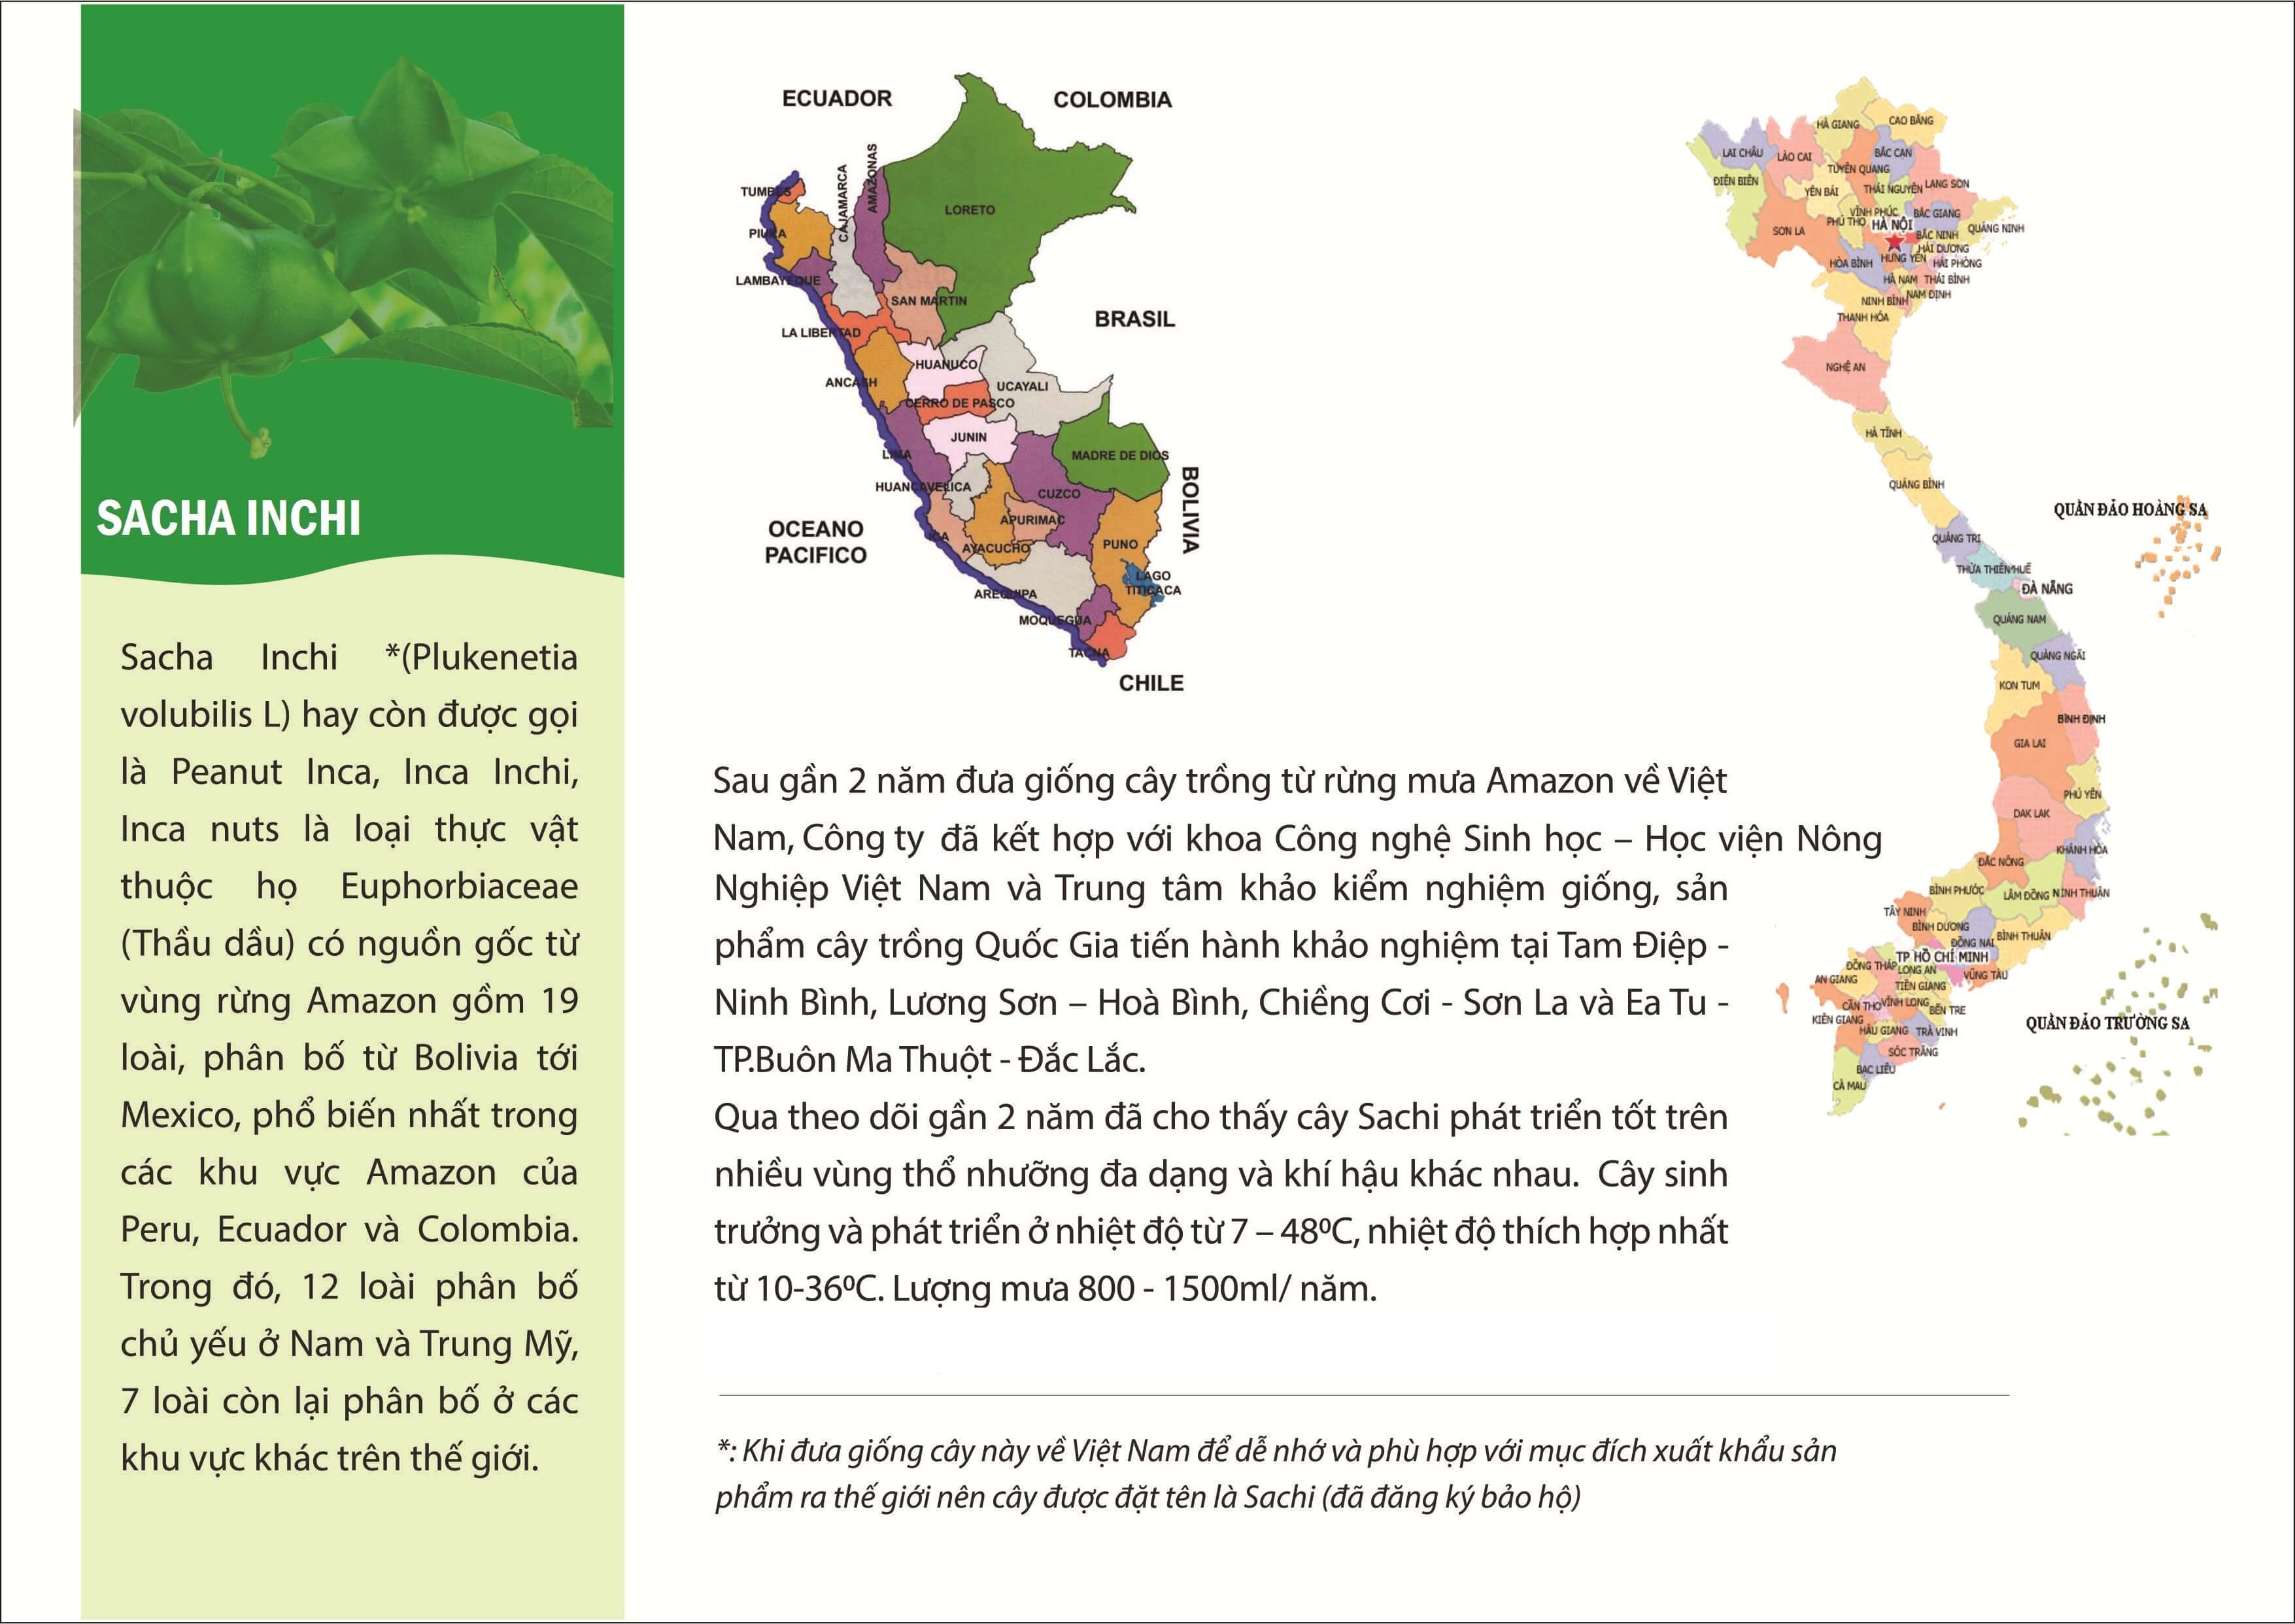 SACHA INCHI
Sacha Inchi *(Plukenetia
volubilis L) hay còn được gọi
là Peanut Inca, Inca Inchi,
Inca nuts là loại thực vật
thuộc họ Euphorbiaceae
(Thầu dầu) có nguồn gốc từ
vùng rừng Amazon gồm 19
loài, phân bố từ Bolivia tới
Mexico, phổ biến nhất trong
các khu vực Amazon của
Peru, Ecuador và Colombia.
Trong đó, 12 loài phân bố
chủ yếu ở Nam và Trung Mỹ,
7 loài còn lại phân bố ở các
khu vực khác trên thế giới.
ECUADOR
COLOMBIA
TUMBES
CAJAMARCA
AMAZONAS
LORETO
PIURA
LAMBAYEQUE
SAN MARTIN
BRASIL
LA LIBERTAD
HUANUCO
ANCASH
UCAYALI
CERRO DE PASCO
JUNIN
LIMA
MADRE DE DIOS
BOLIVIA
HUANCAVELICA
CUZCO
OCEANO
PACIFICO
APURIMAC
ICA
AYACUCHO
PUNO
LAGO
TITICACA
AREQUIPA
MOQUEGUA
TACNA
CHILE
HÀ GIANG
CAO BẰNG
LAI CHÂU
LÀO CAI
BẮC CẠN
TUYÊN QUANG
ĐIỆN BIÊN
YÊN BÁI
THÁI NGUYÊN
LẠNG SƠN
VĨNH PHÚC
PHÚ THỌ
BẮC GIANG
HÀ NỘI
QUẢNG NINH
SƠN LA
BẮC NINH
HẢI DƯƠNG
HƯNG YÊN
HÒA BÌNH
HẢI PHÒNG
HÀ NAM
THÁI BÌNH
NAM ĐỊNH
NINH BÌNH
THANH HÓA
NGHỆ AN
HÀ TĨNH
QUẢNG BÌNH
QUẦN ĐẢO HOÀNG SA
QUẢNG TRỊ
THỪA THIÊN HUẾ
ĐÀ NẴNG
QUẢNG NAM
QUẢNG NGÃI
KON TUM
BÌNH ĐỊNH
GIA LAI
PHÚ YÊN
DAK LAK
KHÁNH HÒA
ĐẮC NÔNG
BÌNH PHƯỚC
LÂM ĐỒNG
NINH THUẬN
TÂY NINH
BÌNH DƯƠNG
ĐỒNG NAI
BÌNH THUẬN
TP HỒ CHÍ MINH
ĐỒNG THÁP
LONG AN
VŨNG TÀU
AN GIANG
TIỀN GIANG
CẦN THƠ
VĨNH LONG
BẾN TRE
KIÊN GIANG
HẬU GIANG
TRÀ VINH
SÓC TRĂNG
BẠC LIÊU
CÀ MAU
QUẦN ĐẢO TRƯỜNG SA
Sau gần 2 năm đưa giống cây trồng từ rừng mưa Amazon về Việt
Nam, Công ty đã kết hợp với khoa Công nghệ Sinh học – Học viện Nông
Nghiệp Việt Nam và Trung tâm khảo kiểm nghiệm giống, sản
phẩm cây trồng Quốc Gia tiến hành khảo nghiệm tại Tam Điệp -
Ninh Bình, Lương Sơn – Hoà Bình, Chiềng Cơi - Sơn La và Ea Tu -
TP.Buôn Ma Thuột - Đắc Lắc.
Qua theo dõi gần 2 năm đã cho thấy cây Sachi phát triển tốt trên
nhiều vùng thổ nhưỡng đa dạng và khí hậu khác nhau. Cây sinh
trưởng và phát triển ở nhiệt độ từ 7 – 48⁰C, nhiệt độ thích hợp nhất
từ 10-36⁰C. Lượng mưa 800 - 1500ml/ năm.
*: Khi đưa giống cây này về Việt Nam để dễ nhớ và phù hợp với mục đích xuất khẩu sản
phẩm ra thế giới nên cây được đặt tên là Sachi (đã đăng ký bảo hộ)